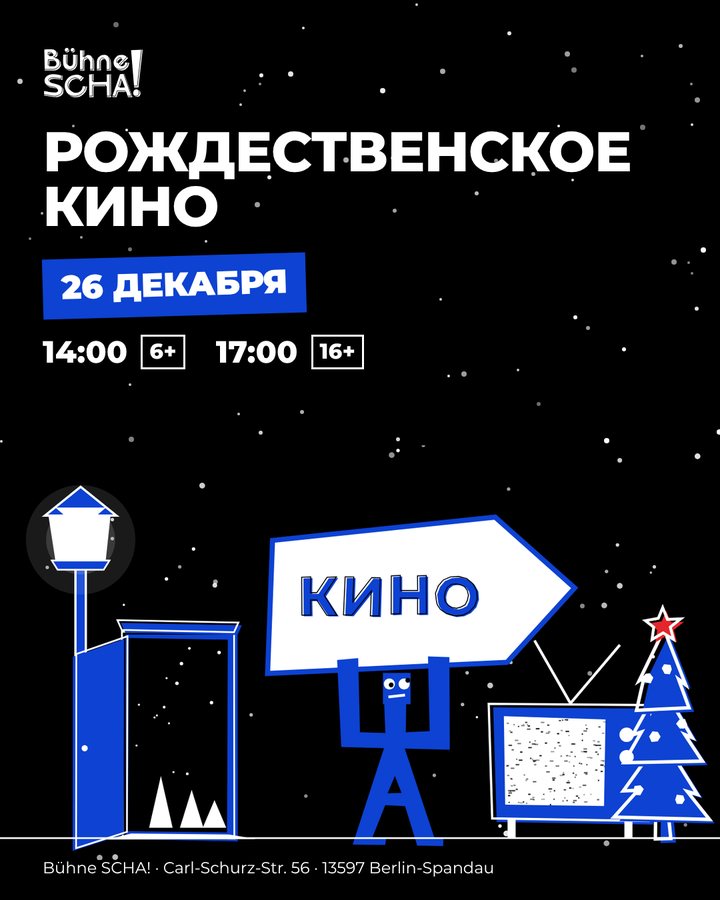 Bühne
SCHA!
РОЖДЕСТВЕНСКОЕ
КИНО
26 ДЕКАБРЯ
14:00 6+ 17:00 16+
КИНО
Bühne SCHA! · Carl-Schurz-Str. 56 · 13597 Berlin-Spandau